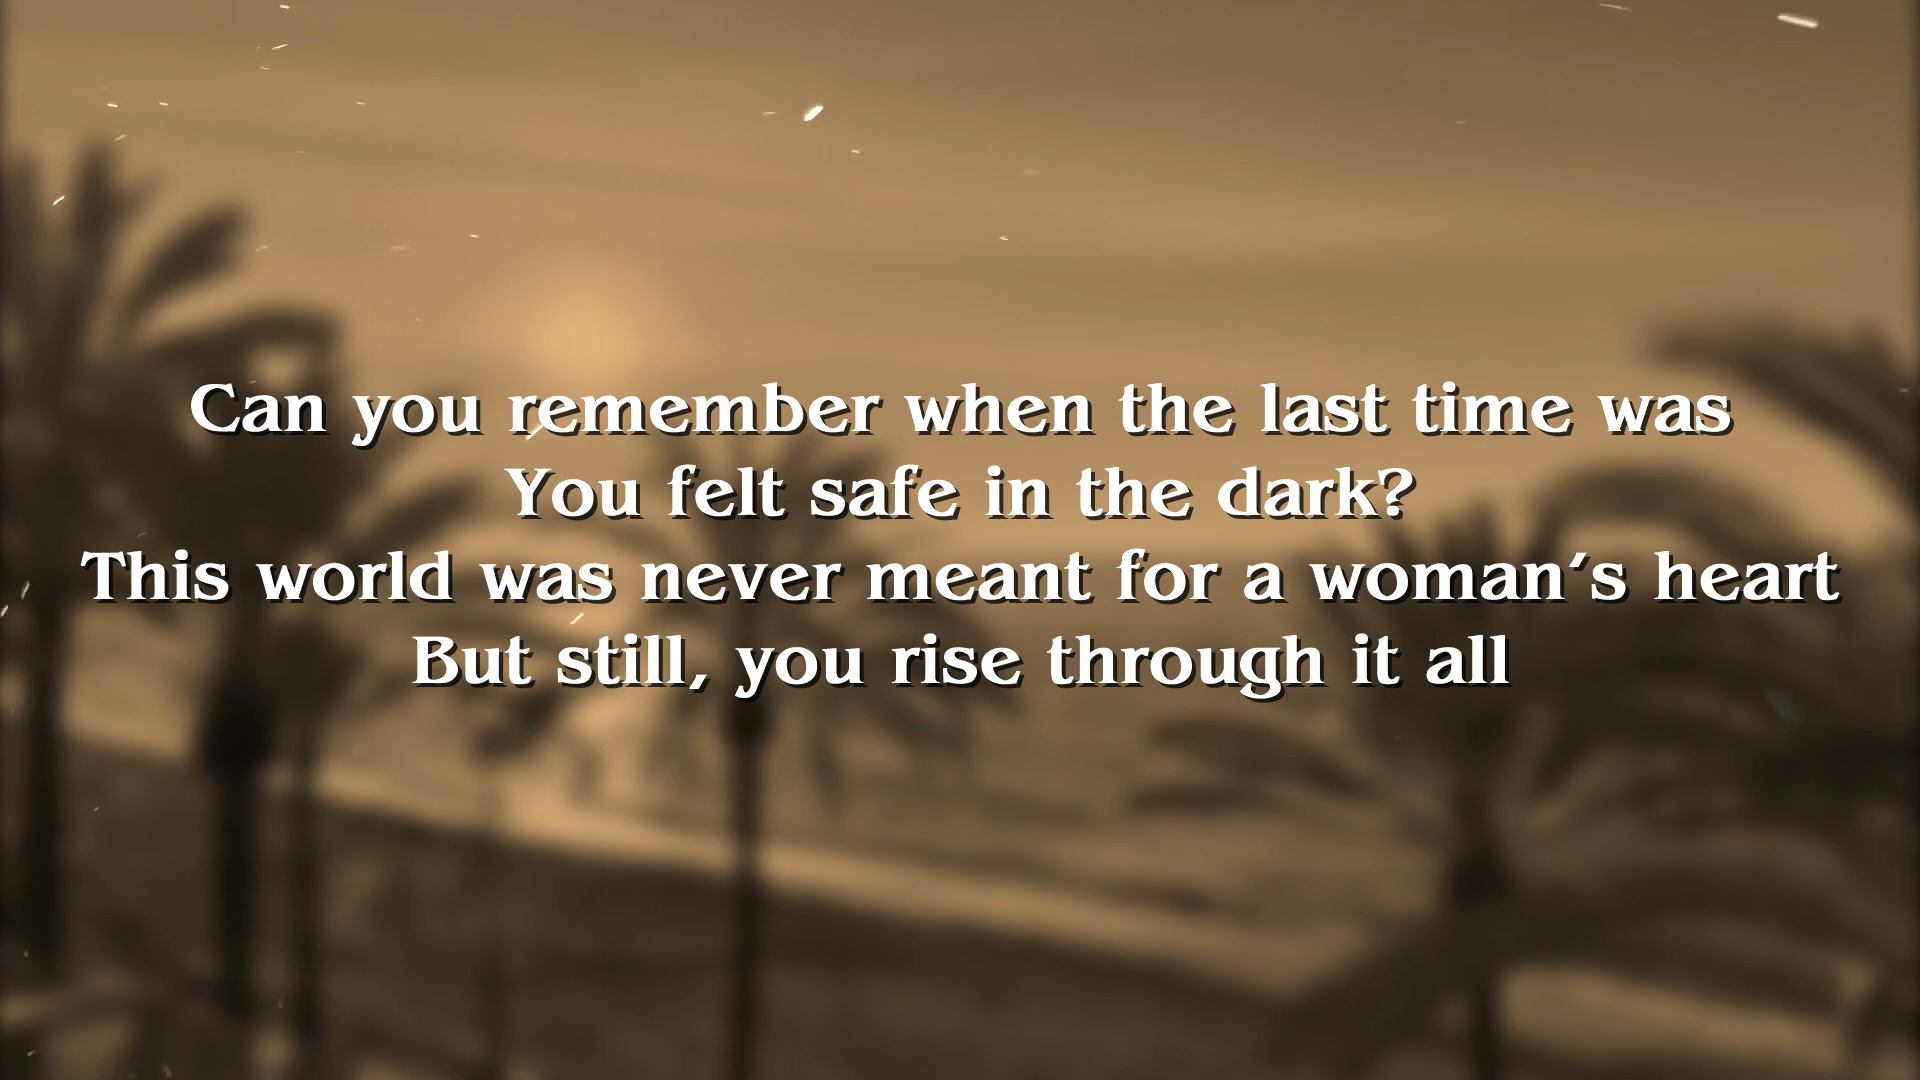 Can you remember when the last time was
You felt safe in the dark?
This world was never meant for a woman's heart
But still, you rise through it all